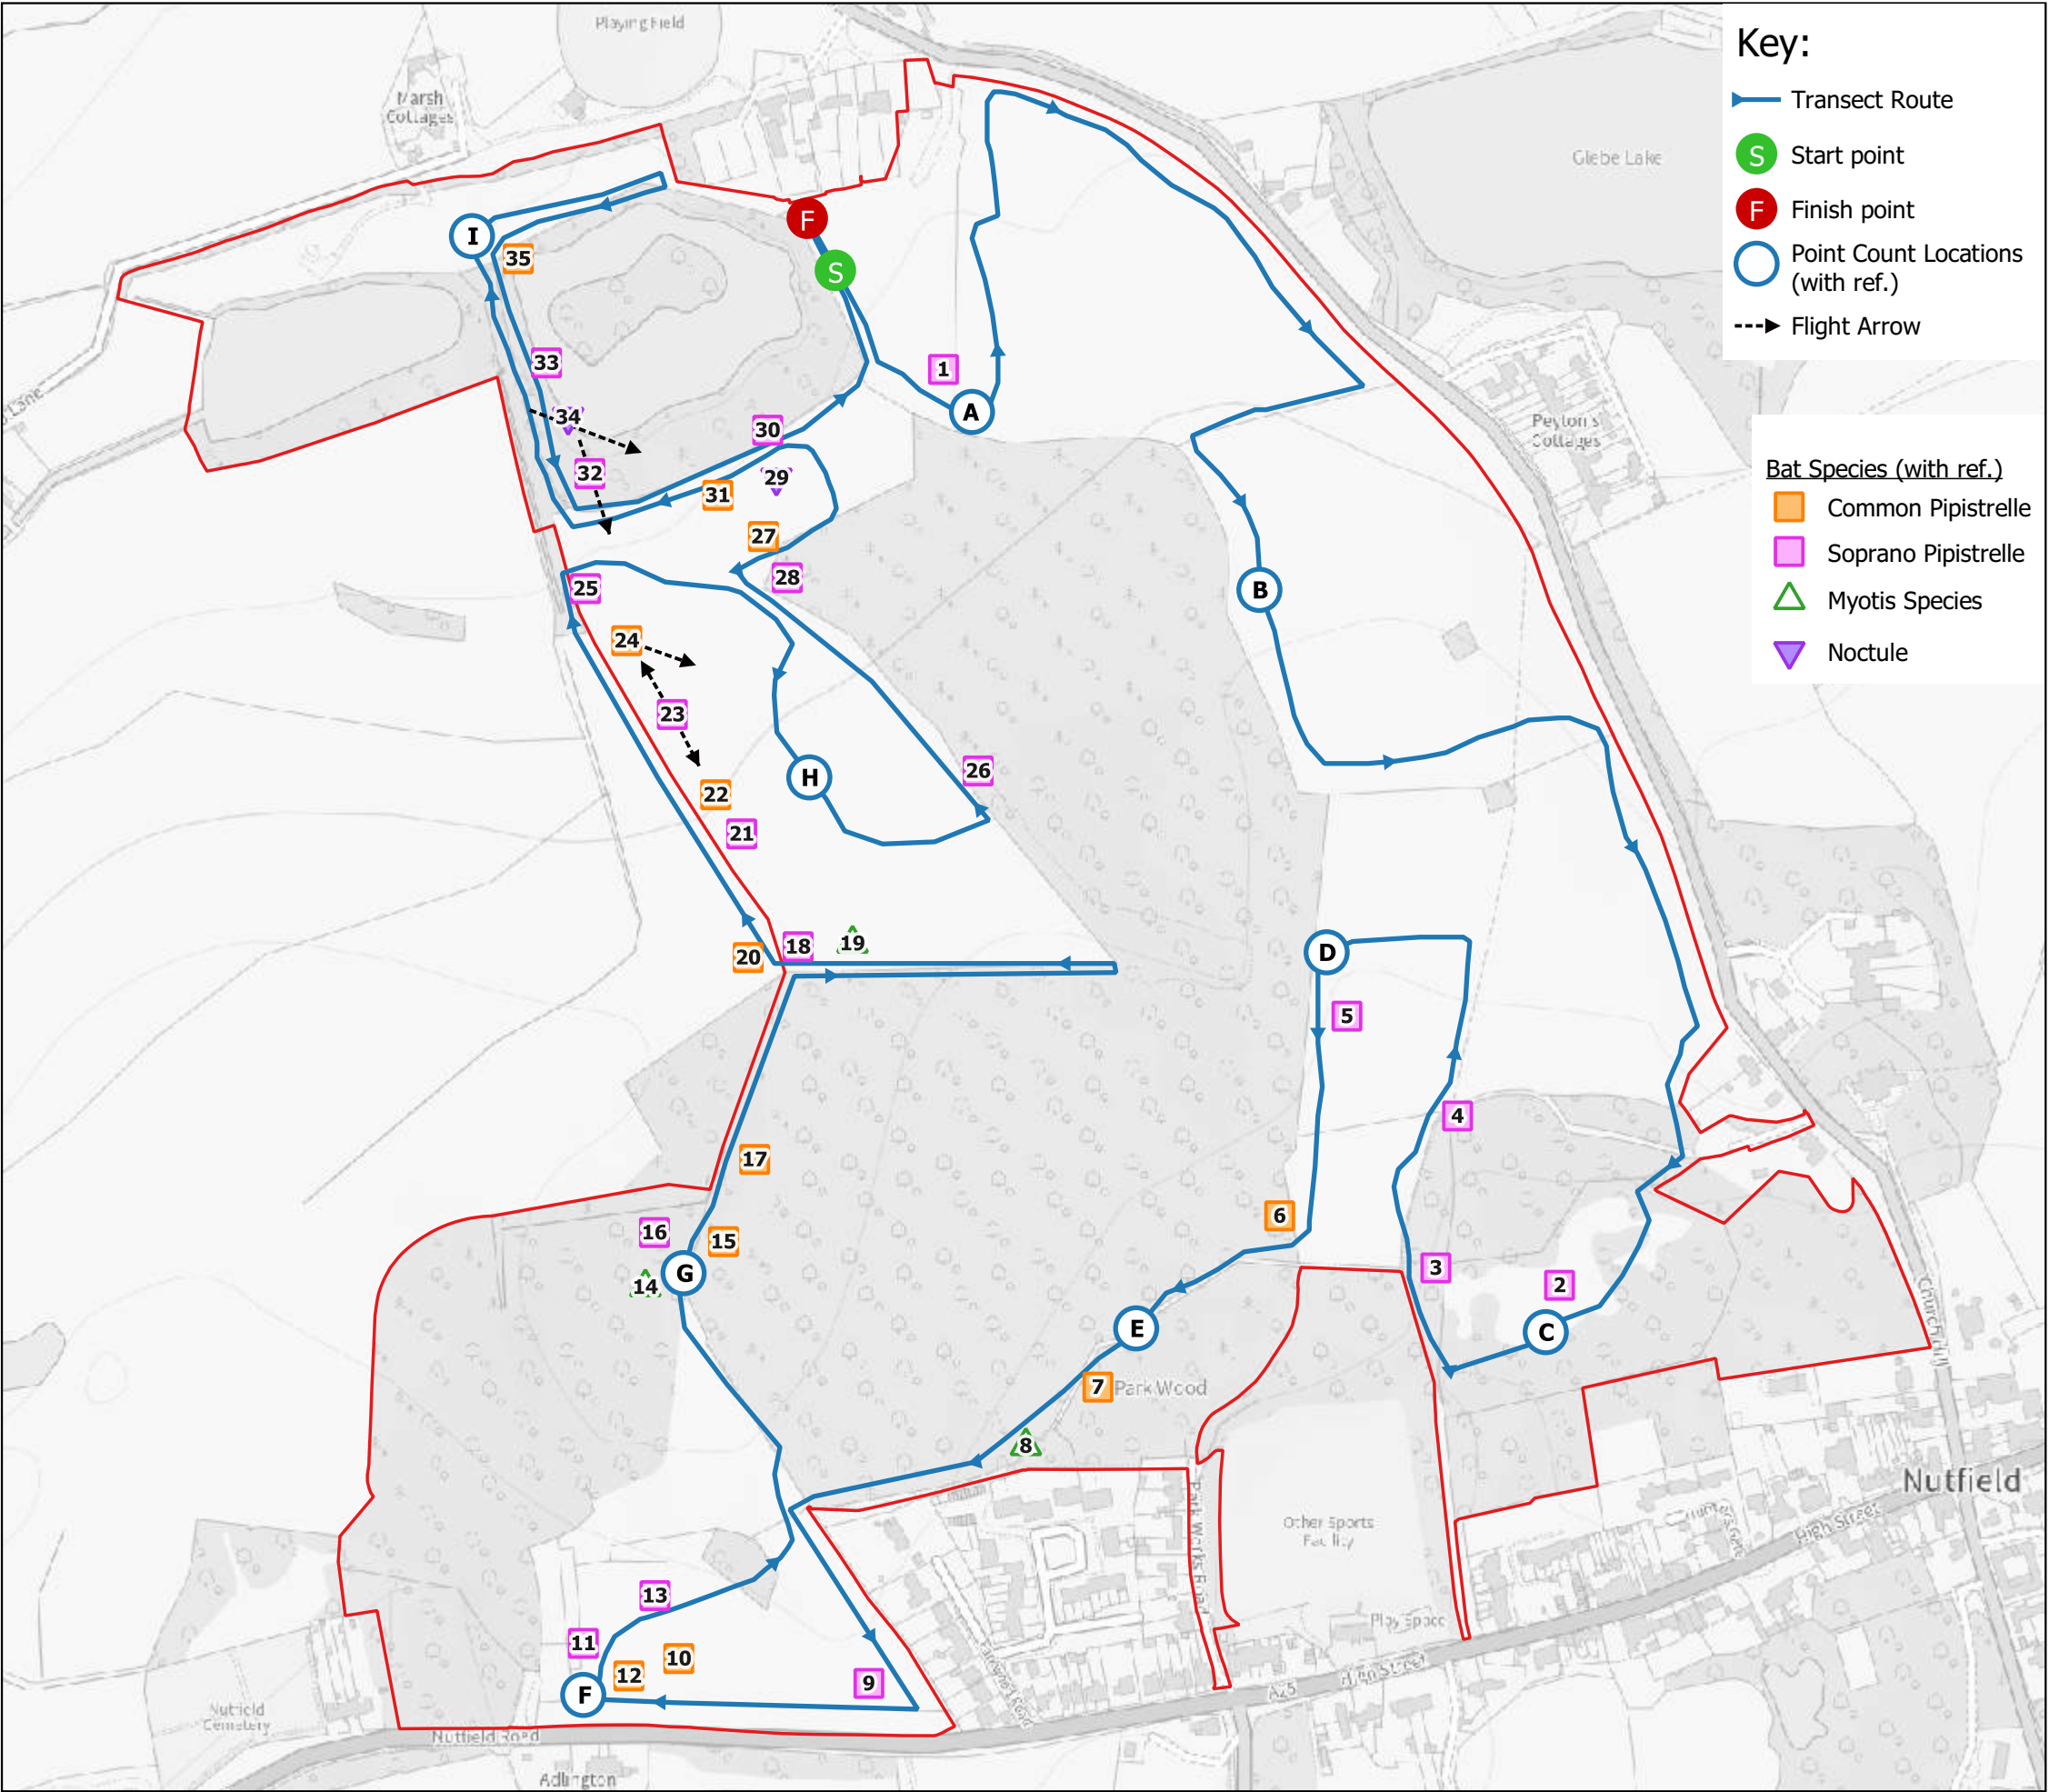 Key:
Transect Route
S
Start point
F
Finish point
Point Count Locations
(with ref.)
Flight Arrow
Bat Species (with ref.)
Common Pipistrelle
Soprano Pipistrelle
Myotis Species
Noctule
Playing Field
Marsh
Cottages
Glebe Lake
F
I
S
35
33
1
A
34
30
Peyton's
Cottages
32
29
31
27
28
25
B
24
23
26
H
22
21
18
19
20
D
5
4
17
6
16
15
3
14
G
2
E
C
7
Park Wood
8
Church Hill
Nutfield
Park Works Road
Other Sports
Facility
High Street
13
Play Space
11
10
12
9
F
High Street
A25
Nutfield
Cemetery
Nutfield Road
Adlington
Lane